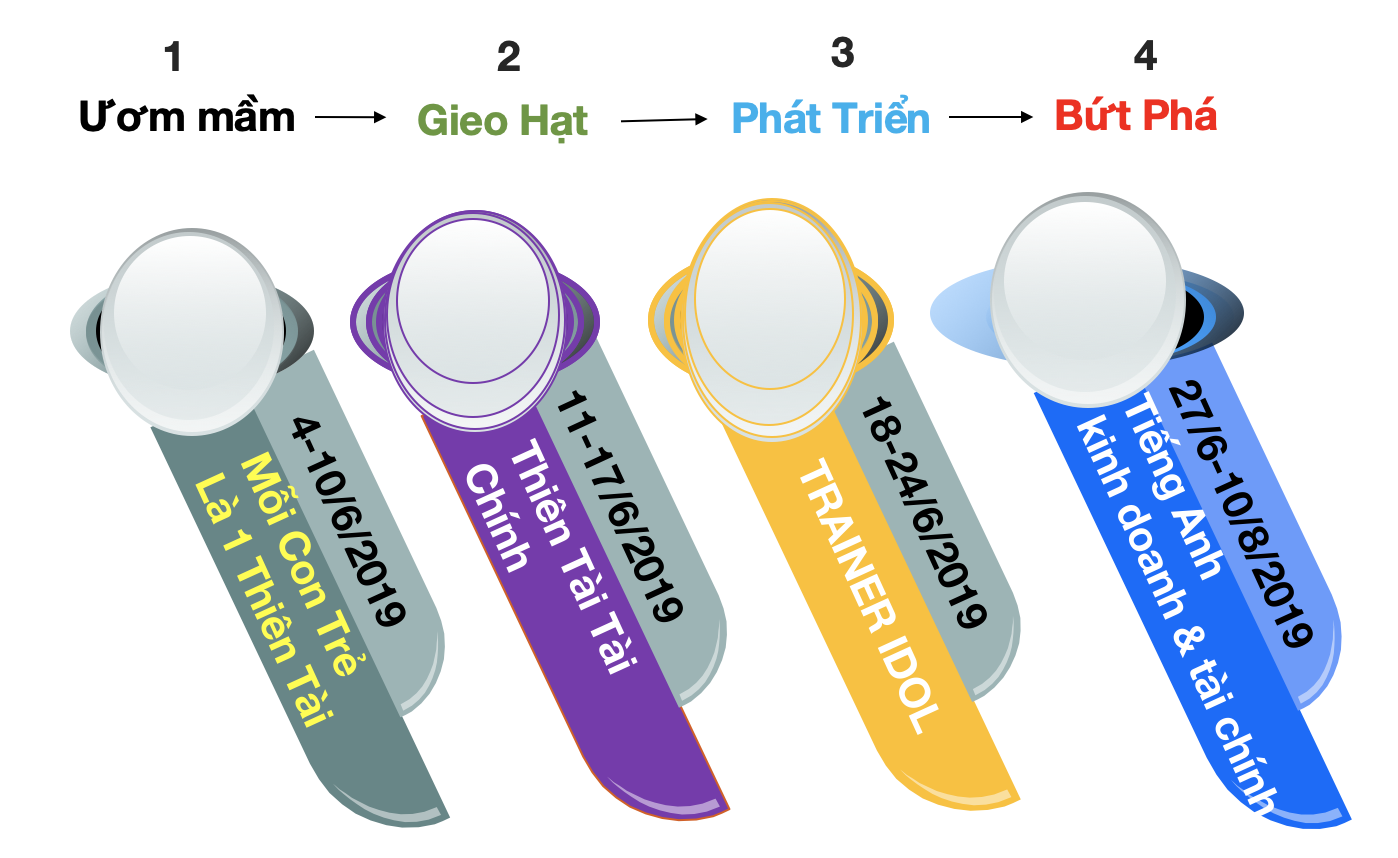 1
2
3
4
Ươm mầm
Gieo Hạt
Phát Triển
Bứt Phá
4-10/6/2019
Mỗi Con Trẻ
Là 1 Thiên Tài
11-17/6/2019
Thiên Tài Tài
Chính
18-24/6/2019
TRAINER IDOL
27/6-10/8/2019
Tiếng Anh
kinh doanh & tài chính